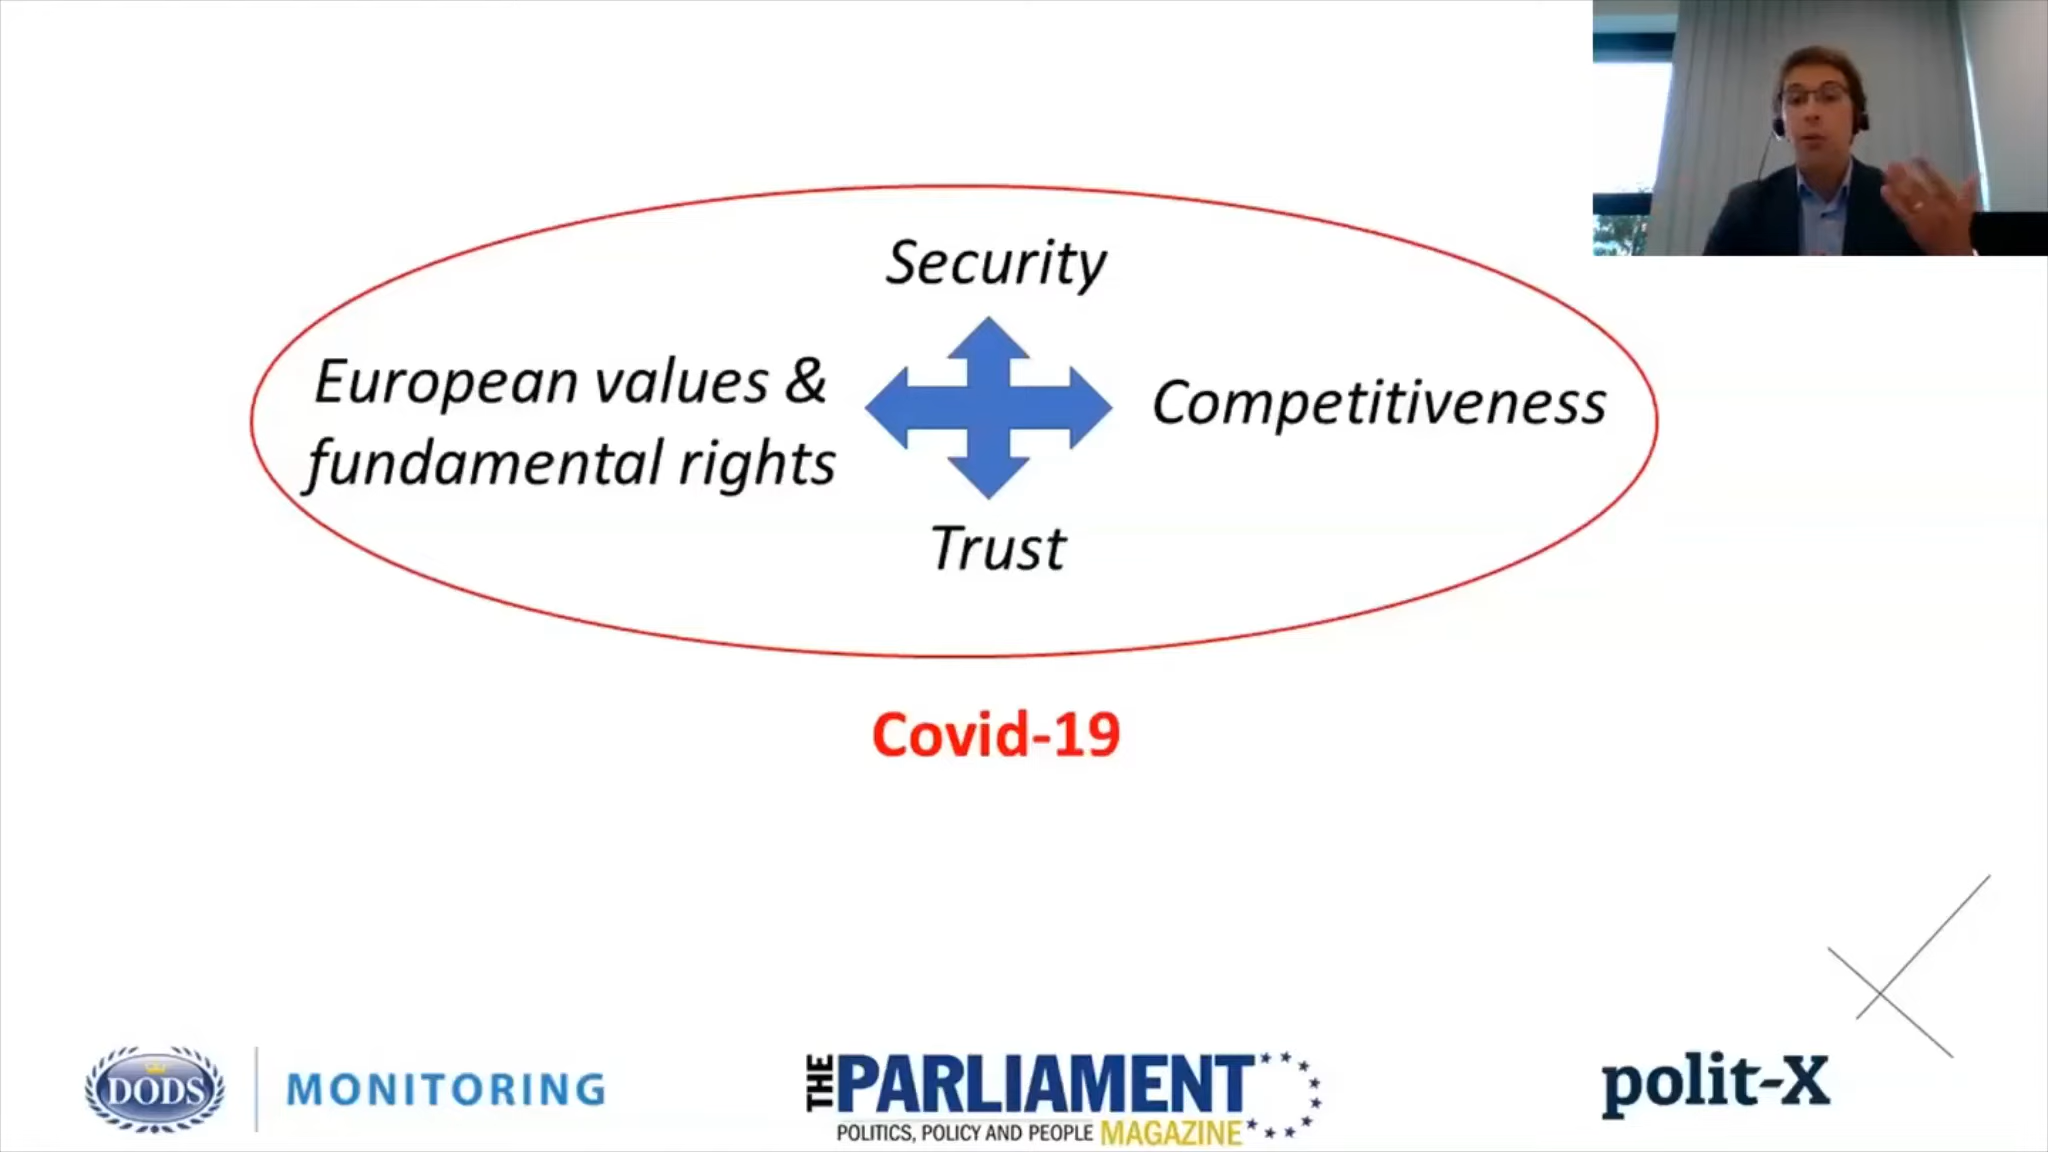 Security
European values &
fundamental rights
Competitiveness
Trust
Covid-19
DODS
MONITORING
THE PARLIAMENT
POLITICS, POLICY AND PEOPLE MAGAZINE
polit-X